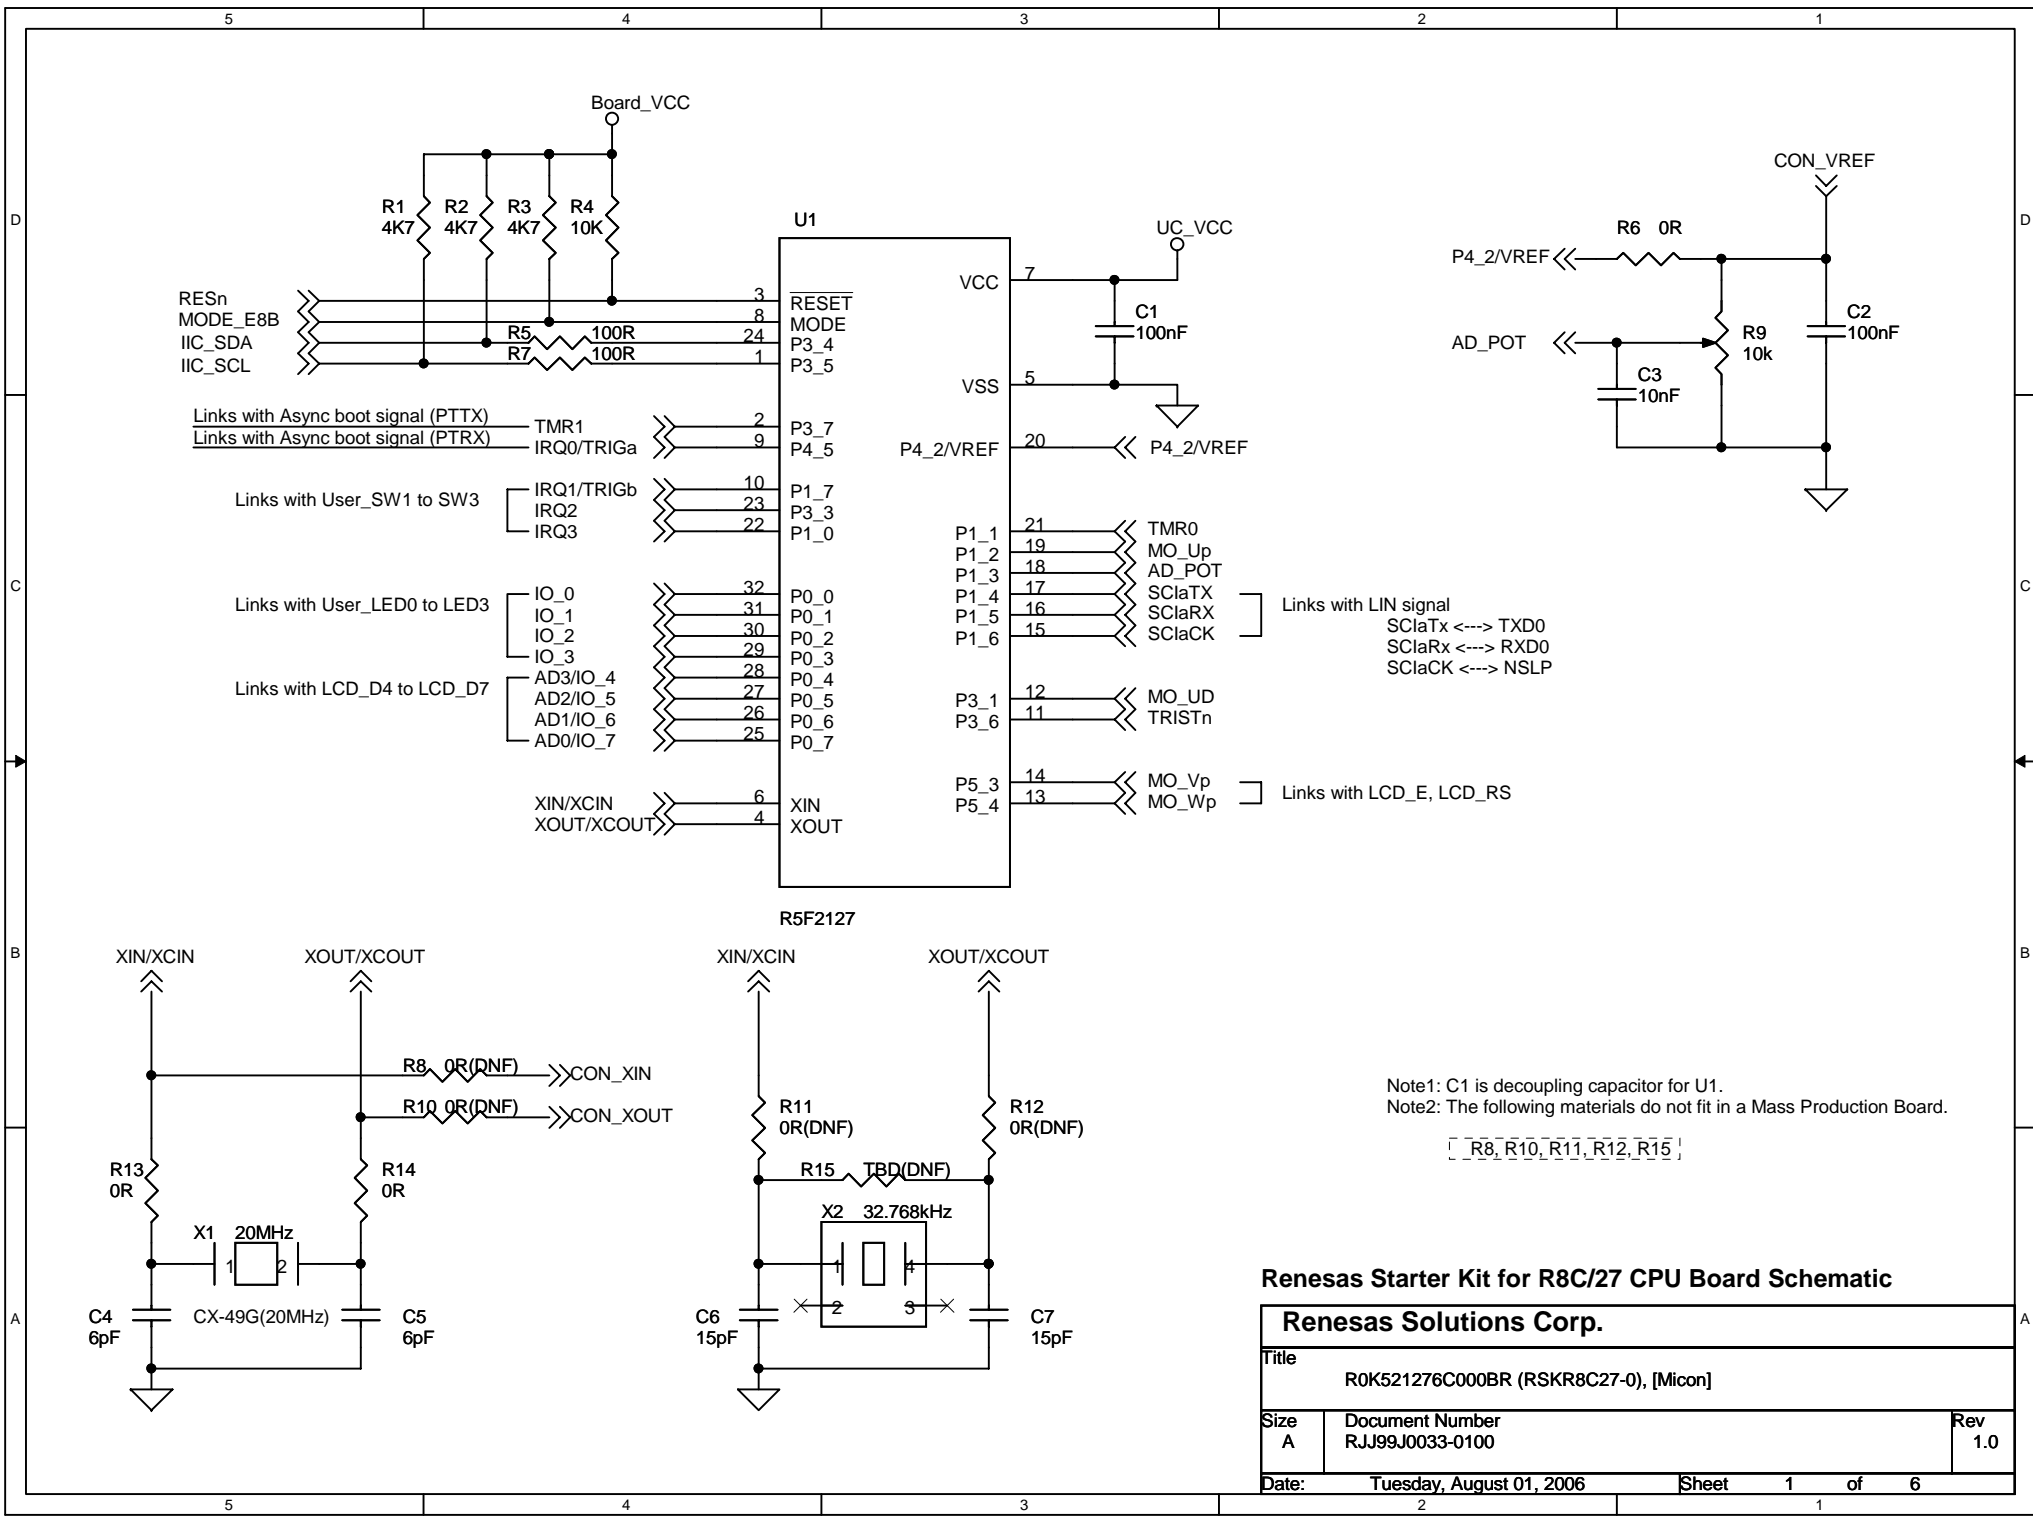 5 4 3 2 1
D
D
C
C
B
B
A
A
Board_VCC
R1
4K7
R2
4K7
R3
4K7
R4
10K
RESn
MODE_E8B
IIC_SDA
IIC_SCL
R5 100R
R7 100R
Links with Async boot signal (PTTX)
Links with Async boot signal (PTRX)
TMR1
IRQ0/TRIGa
Links with User_SW1 to SW3
IRQ1/TRIGb
IRQ2
IRQ3
Links with User_LED0 to LED3
IO_0
IO_1
IO_2
IO_3
Links with LCD_D4 to LCD_D7
AD3/IO_4
AD2/IO_5
AD1/IO_6
AD0/IO_7
XIN/XCIN
XOUT/XCOUT
U1
3 RESET
8 MODE
24 P3_4
1 P3_5
2 P3_7
9 P4_5
10 P1_7
23 P3_3
22 P1_0
32 P0_0
31 P0_1
30 P0_2
29 P0_3
28 P0_4
27 P0_5
26 P0_6
25 P0_7
6 XIN
4 XOUT
VCC 7
VSS 5
P4_2/VREF 20 P4_2/VREF
P1_1 21 TMR0
P1_2 19 MO_Up
P1_3 18 AD_POT
P1_4 17 SCIaTX
P1_5 16 SCIaRX
P1_6 15 SCIaCK
P3_1 12 MO_UD
P3_6 11 TRISTn
P5_3 14 MO_Vp
P5_4 13 MO_Wp
R5F2127
UC_VCC
C1
100nF
Links with LIN signal
SCIaTx <---> TXD0
SCIaRx <---> RXD0
SCIaCK <---> NSLP
Links with LCD_E, LCD_RS
CON_VREF
R6 0R
P4_2/VREF
AD_POT
R9
10k
C2
100nF
C3
10nF
XIN/XCIN
XOUT/XCOUT
R8 0R(DNF) CON_XIN
R10 0R(DNF) CON_XOUT
R13
0R
R14
0R
X1 20MHz
1 2
CX-49G(20MHz)
C4
6pF
C5
6pF
XIN/XCIN
XOUT/XCOUT
R11
0R(DNF)
R12
0R(DNF)
R15 TBD(DNF)
X2 32.768kHz
1 4
2 3
C6
15pF
C7
15pF
Note1: C1 is decoupling capacitor for U1.
Note2: The following materials do not fit in a Mass Production Board.
R8, R10, R11, R12, R15
Renesas Starter Kit for R8C/27 CPU Board Schematic
Renesas Solutions Corp.
Title
R0K521276C000BR (RSKR8C27-0), [Micon]
Size
A
Document Number
RJJ99J0033-0100
Rev
1.0
Date: Tuesday, August 01, 2006 Sheet 1 of 6
5 4 3 2 1